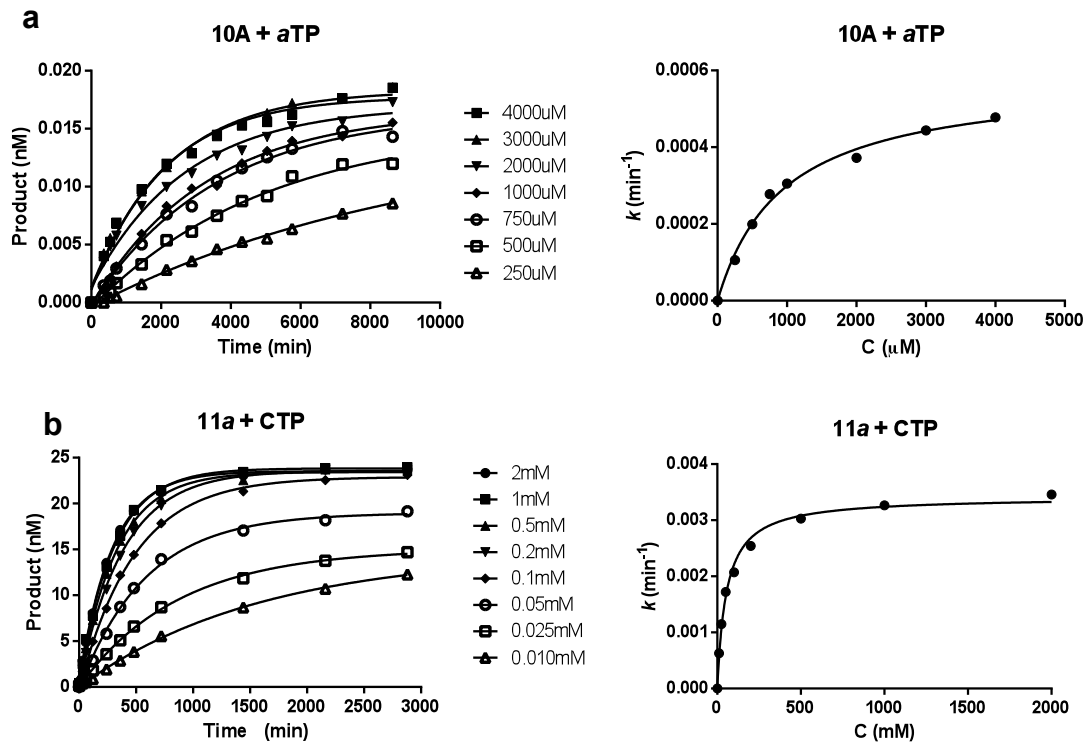 a
10A + aTP
Product (nM)
0.020
0.015
0.010
0.005
0.000
0 2000 4000 6000 8000 10000
Time (min)
4000uM
3000uM
2000uM
1000uM
750uM
500uM
250uM
10A + aTP
k (min-1)
0.0006
0.0004
0.0002
0.0000
0 1000 2000 3000 4000 5000
C (μM)
b
11a + CTP
Product (nM)
25
20
15
10
5
0
0 500 1000 1500 2000 2500 3000
Time (min)
2mM
1mM
0.5mM
0.2mM
0.1mM
0.05mM
0.025mM
0.010mM
11a + CTP
k (min-1)
0.004
0.003
0.002
0.001
0.000
0 500 1000 1500 2000
C (mM)